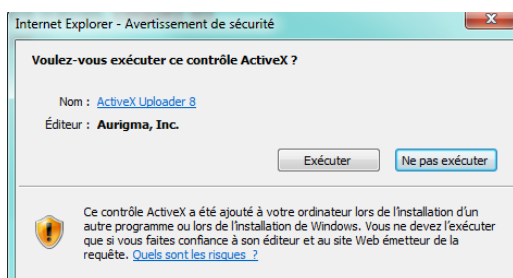 Internet Explorer - Avertissement de sécurité
X
Voulez-vous exécuter ce contrôle ActiveX ?
Nom : ActiveX Uploader 8
Éditeur : Aurigma, Inc.
Exécuter Ne pas exécuter
Ce contrôle ActiveX a été ajouté à votre ordinateur lors de l'installation d'un
autre programme ou lors de l'installation de Windows. Vous ne devez l'exécuter
que si vous faites confiance à son éditeur et au site Web émetteur de la
requête. Quels sont les risques ?